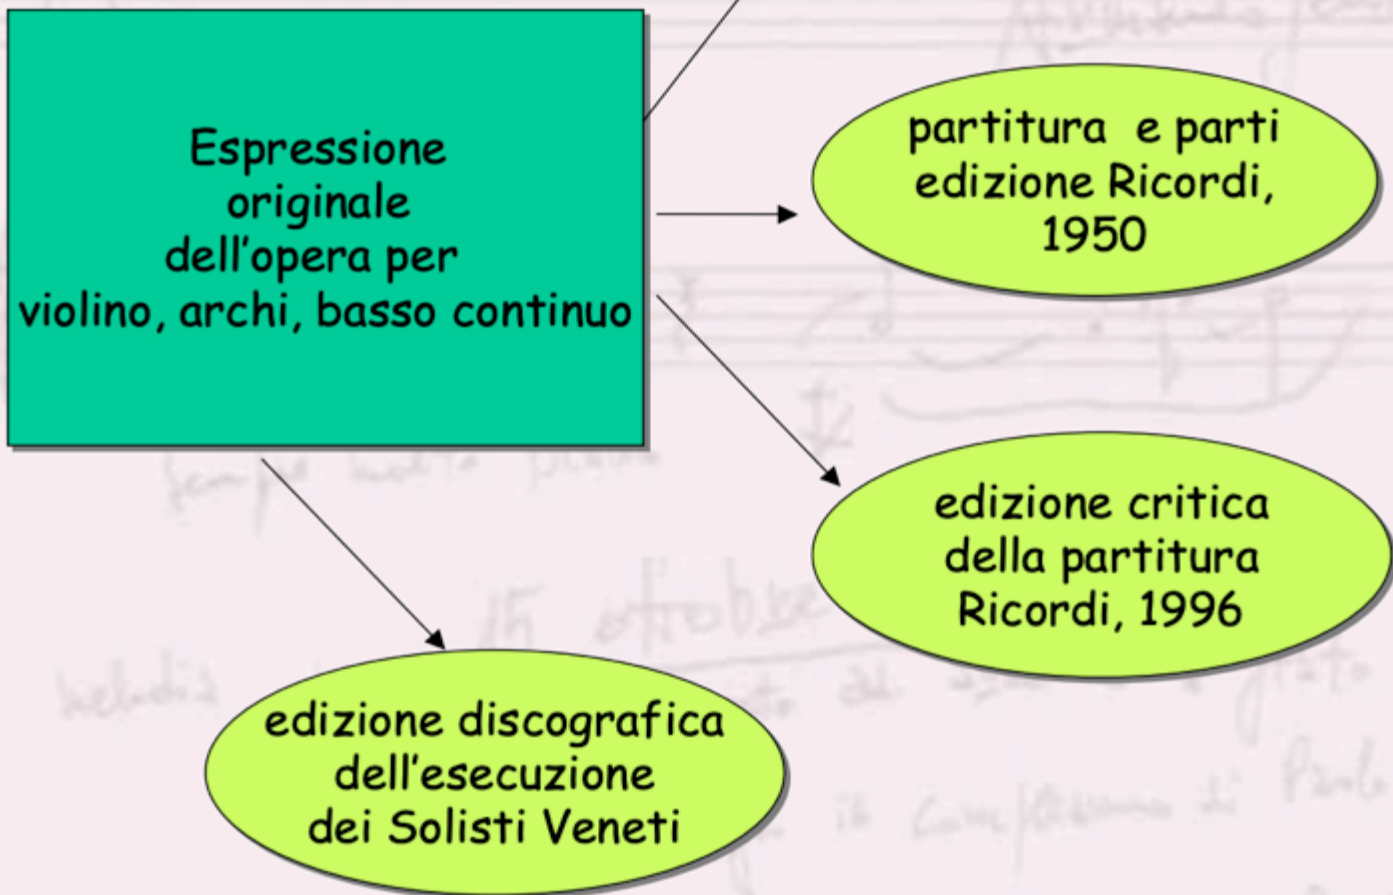 Espressione
originale
dell'opera per
violino, archi, basso continuo
partitura e parti
edizione Ricordi,
1950
edizione critica
della partitura
Ricordi, 1996
edizione discografica
dell'esecuzione
dei Solisti Veneti